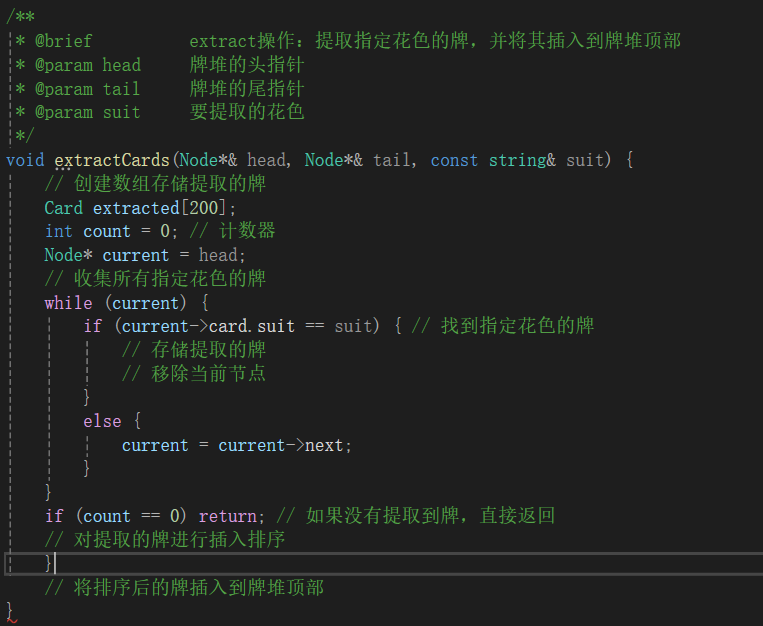 /**
* @brief          extract操作：提取指定花色的牌，并将其插入到牌堆顶部
* @param head     牌堆的头指针
* @param tail     牌堆的尾指针
* @param suit     要提取的花色
*/
void extractCards(Node*& head, Node*& tail, const string& suit) {
    // 创建数组存储提取的牌
    Card extracted[200];
    int count = 0; // 计数器
    Node* current = head;
    // 收集所有指定花色的牌
    while (current) {
        if (current->card.suit == suit) { // 找到指定花色的牌
            // 存储提取的牌
            // 移除当前节点
        }
        else {
            current = current->next;
        }
    }
    if (count == 0) return; // 如果没有提取到牌，直接返回
    // 对提取的牌进行插入排序
    }
    // 将排序后的牌插入到牌堆顶部
}